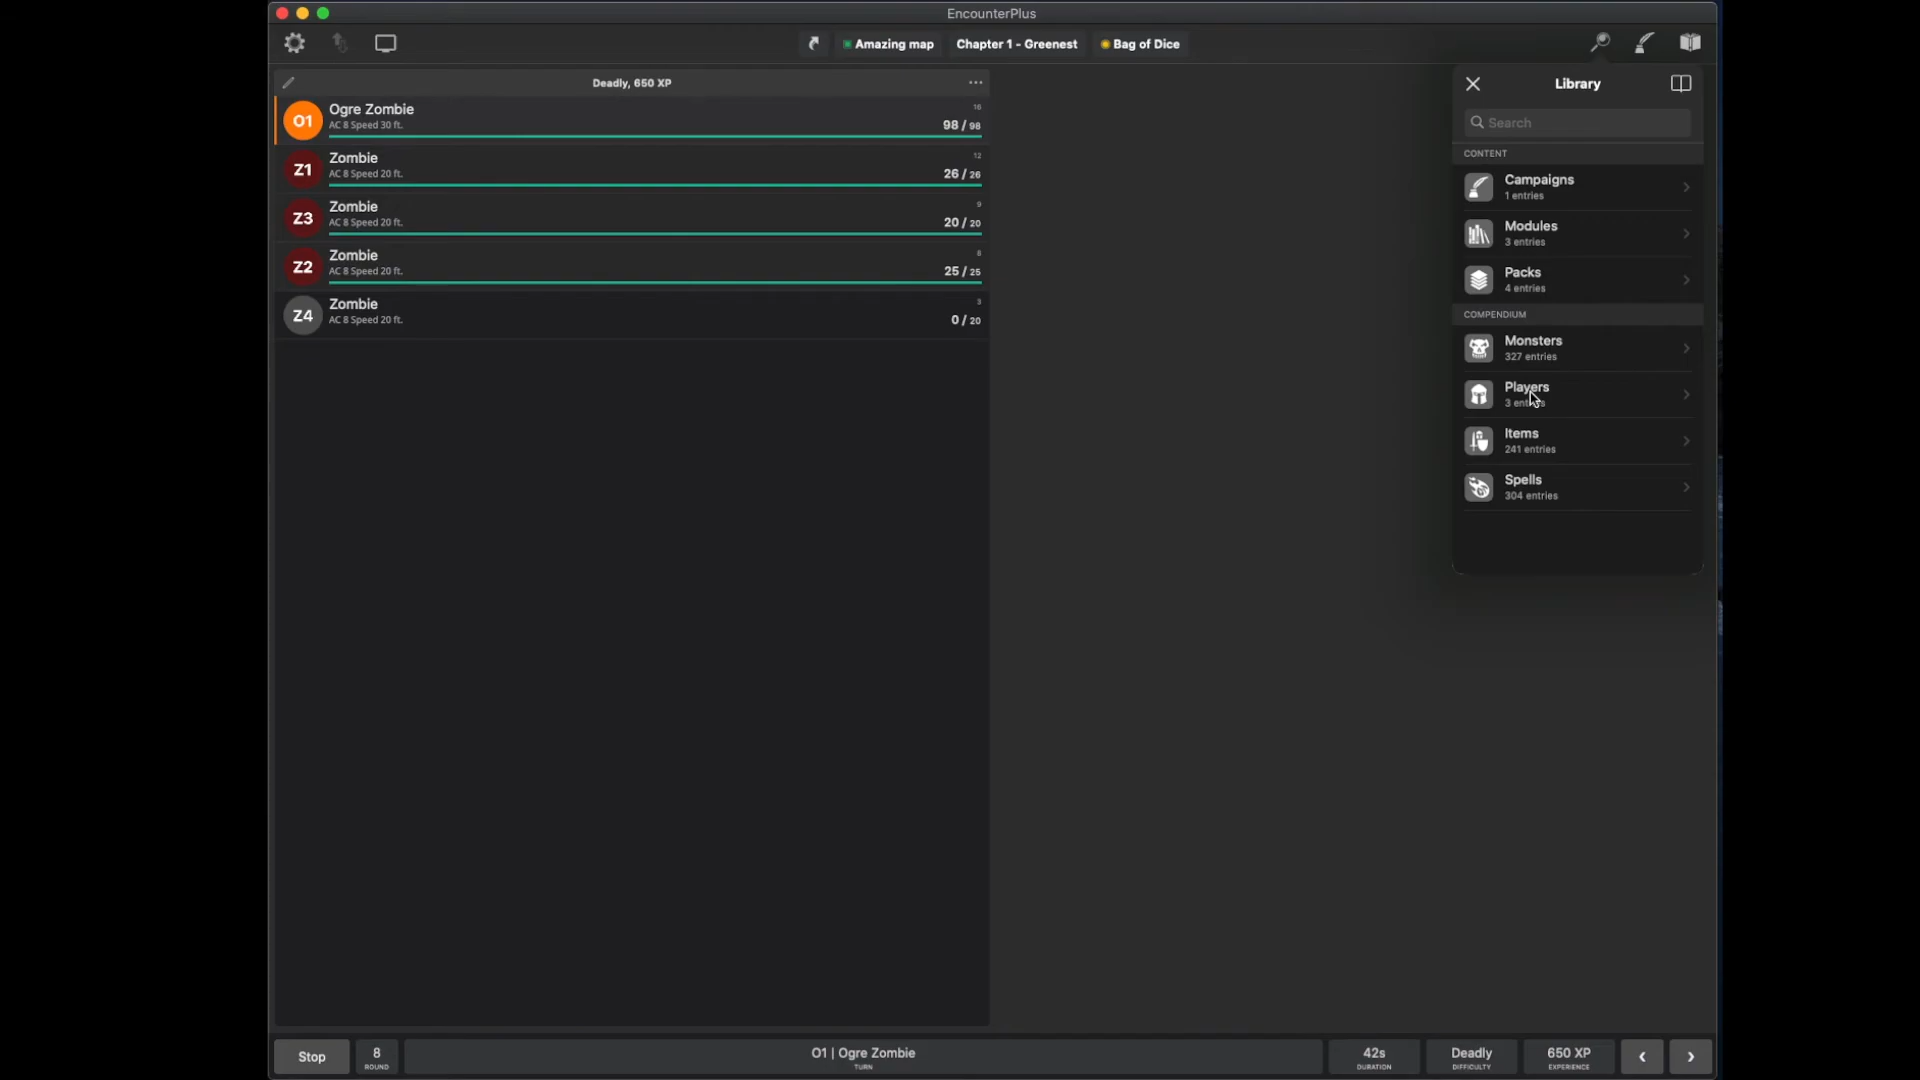 EncounterPlus
Amazing map
Chapter 1 - Greenest
Bag of Dice
Deadly, 650 XP
O1
Ogre Zombie
AC 8 Speed 30 ft.
16
98 / 98
Z1
Zombie
AC 8 Speed 20 ft.
12
26 / 26
Z3
Zombie
AC 8 Speed 20 ft.
9
20 / 20
Z2
Zombie
AC 8 Speed 20 ft.
8
25 / 25
Z4
Zombie
AC 8 Speed 20 ft.
3
0 / 20
Library
Search
CONTENT
Campaigns
1 entries
Modules
3 entries
Packs
4 entries
COMPENDIUM
Monsters
327 entries
Players
3 entries
Items
241 entries
Spells
304 entries
Stop
8
ROUND
O1 | Ogre Zombie
TURN
42s
DURATION
Deadly
DIFFICULTY
650 XP
EXPERIENCE